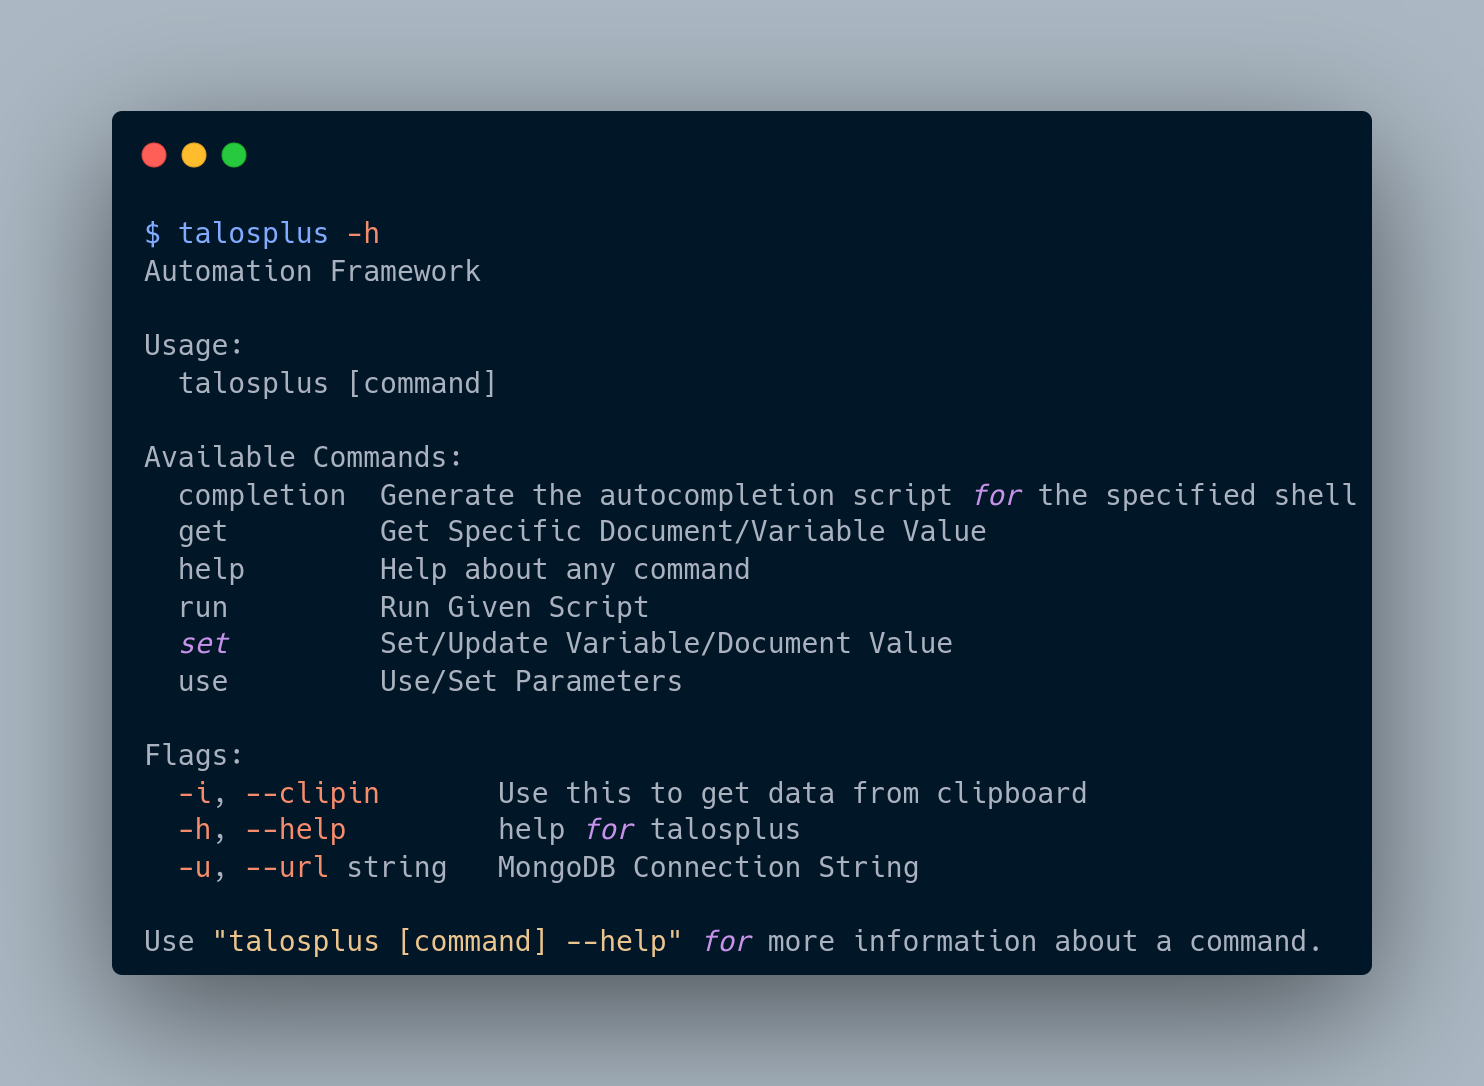 $ talosplus -h
Automation Framework
Usage:
talosplus [command]
Available Commands:
completion  Generate the autocompletion script for the specified shell
get         Get Specific Document/Variable Value
help        Help about any command
run         Run Given Script
set         Set/Update Variable/Document Value
use         Use/Set Parameters
Flags:
-i, --clipin       Use this to get data from clipboard
-h, --help         help for talosplus
-u, --url string   MongoDB Connection String
Use "talosplus [command] --help" for more information about a command.